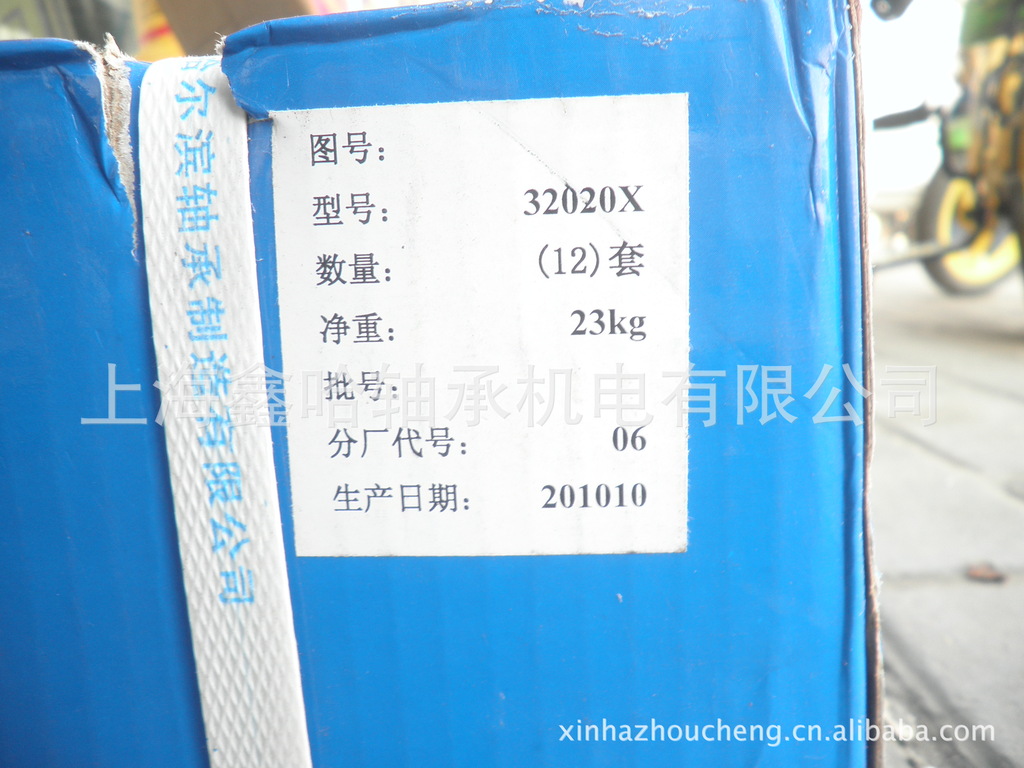 图号：
型号： 32020X
数量： (12)套
净重： 23kg
批号：
分厂代号： 06
生产日期： 201010
哈尔滨轴承制造有限公司
上海鑫哈轴承机电有限公司
xinhazhoucheng.cn.alibaba.com